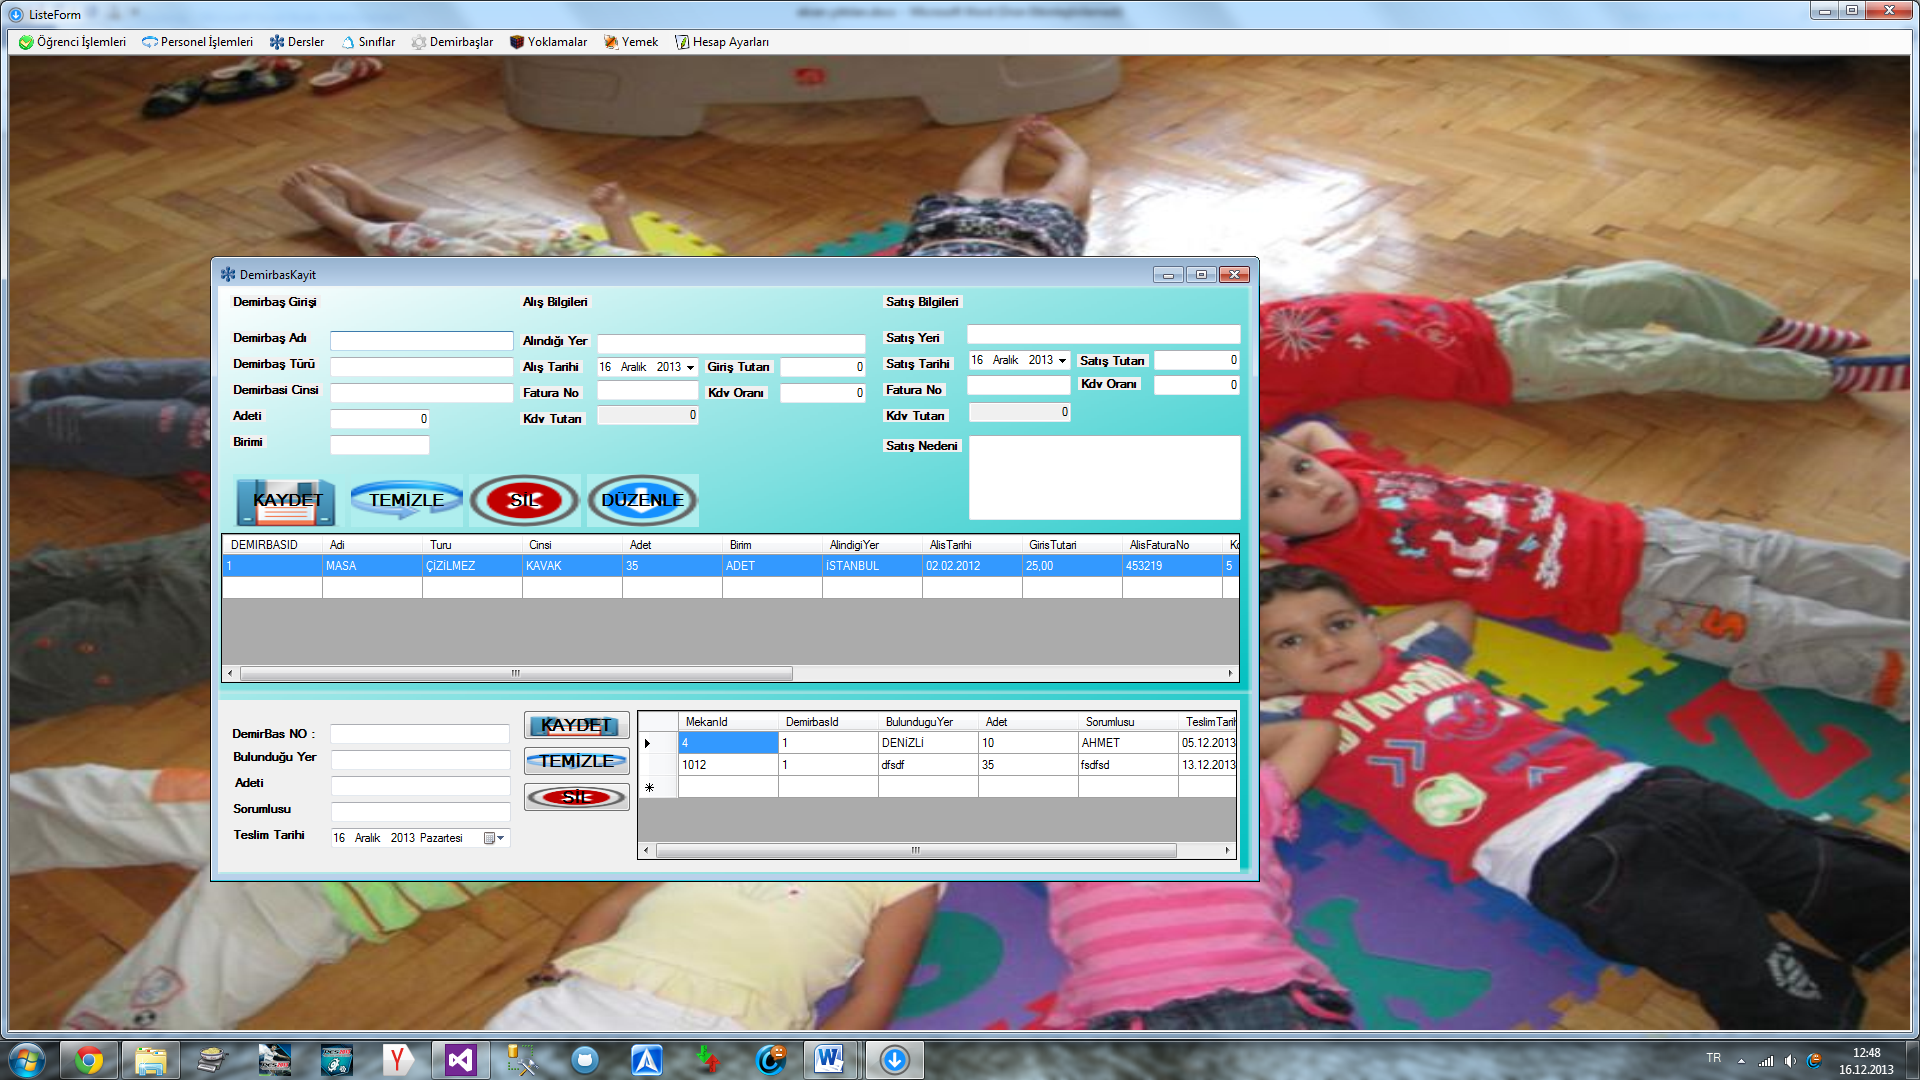 ListeForm
Öğrenci İşlemleri Personel İşlemleri Dersler Sınıflar Demirbaşlar Yoklamalar Yemek Hesap Ayarları
DemirbasKayit
Demirbaş Girişi Alış Bilgileri Satış Bilgileri
Demirbaş Adı Alındığı Yer Satış Yeri
Demirbaş Türü Alış Tarihi 16 Aralık 2013 Giriş Tutarı 0 Satış Tarihi 16 Aralık 2013 Satış Tutarı 0
Demirbasi Cinsi Fatura No Kdv Oranı 0 Fatura No Kdv Oranı 0
Adeti 0 Kdv Tutarı 0 Kdv Tutarı 0
Birimi Satış Nedeni
KAYDET TEMİZLE SİL DÜZENLE
DEMIRBASID Adi Turu Cinsi Adet Birim AlindigiYer AlisTarihi GirisTutari AlisFaturaNo
1 MASA ÇİZİLMEZ KAVAK 35 ADET İSTANBUL 02.02.2012 25,00 453219 5
DemirBas NO : KAYDET MekanId DemirbasId BulunduguYer Adet Sorumlusu TeslimTarih
Bulunduğu Yer TEMİZLE 4 1 DENİZLİ 10 AHMET 05.12.2013
Adeti SİL 1012 1 dfsdf 35 fsdfsd 13.12.2013
Sorumlusu
Teslim Tarihi 16 Aralık 2013 Pazartesi
DYNAMI
Z
TR 12:48
16.12.2013